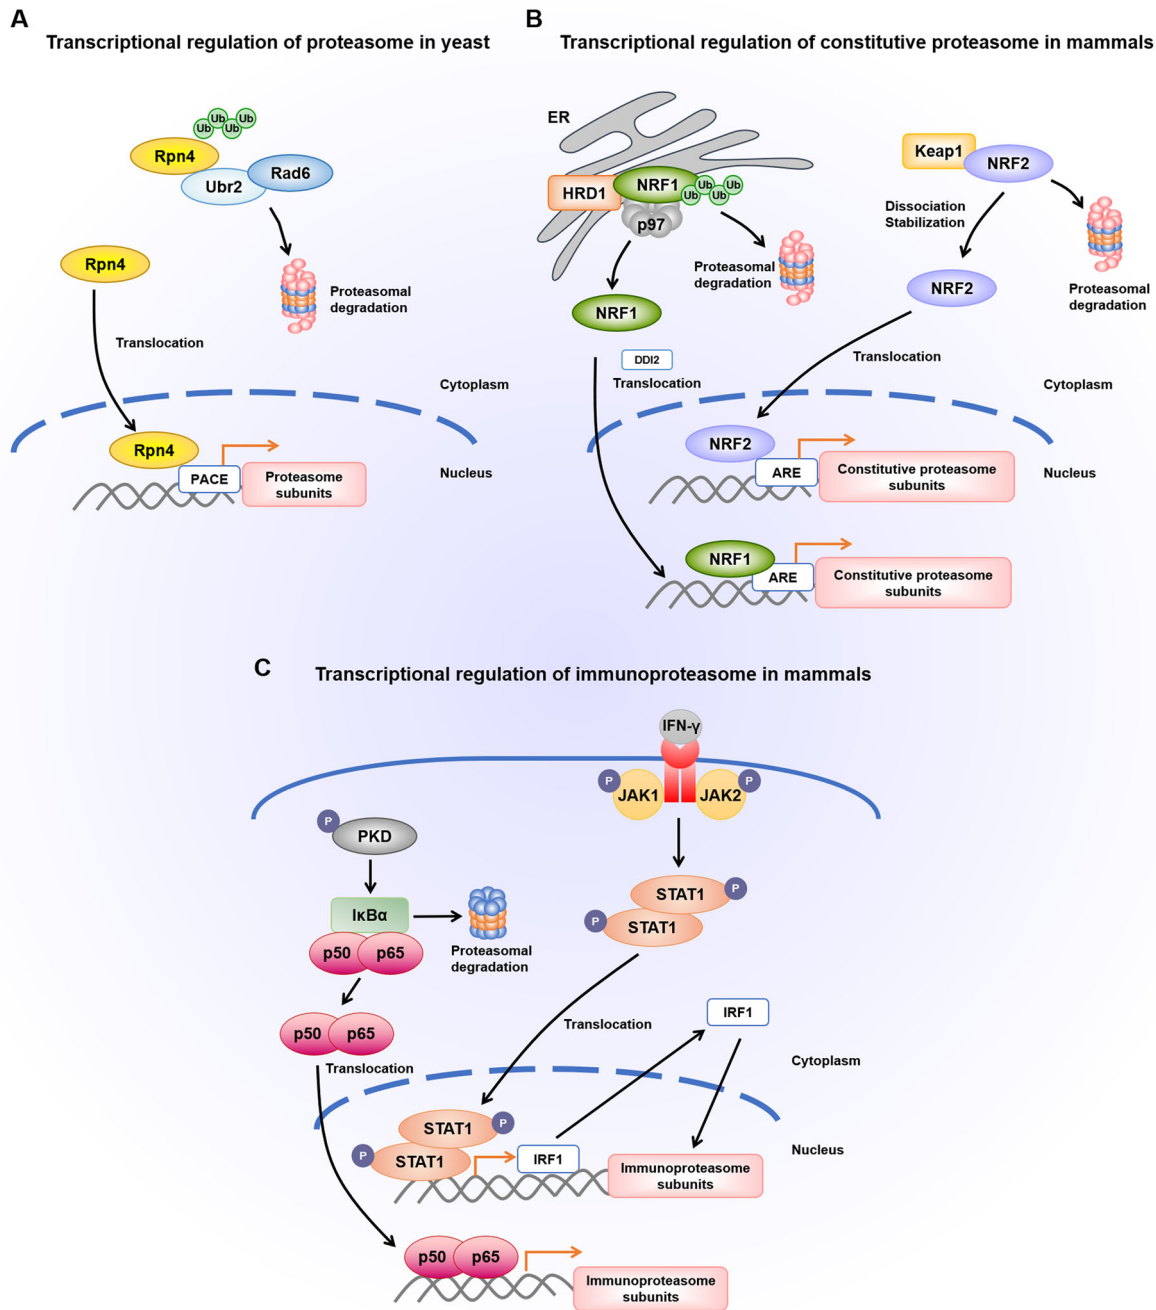 A
Transcriptional regulation of proteasome in yeast
Ub
Ub
Ub
Ub
Rpn4
Ubr2
Rad6
Rpn4
Proteasomal
degradation
Translocation
Cytoplasm
Rpn4
Nucleus
PACE
Proteasome
subunits
B
Transcriptional regulation of constitutive proteasome in mammals
ER
HRD1
NRF1
Ub
Ub
Ub
Ub
p97
Keap1
NRF2
Dissociation
Stabilization
Proteasomal
degradation
Proteasomal
degradation
NRF1
NRF2
DDI2
Translocation
Translocation
Cytoplasm
NRF2
ARE
Constitutive proteasome
subunits
Nucleus
NRF1
ARE
Constitutive proteasome
subunits
C
Transcriptional regulation of immunoproteasome in mammals
IFN-γ
P
JAK1
JAK2
P
P
PKD
IκBα
p50
p65
Proteasomal
degradation
STAT1
P
P
STAT1
p50
p65
Translocation
Translocation
IRF1
Cytoplasm
STAT1
P
P
STAT1
IRF1
Nucleus
Immunoproteasome
subunits
p50
p65
Immunoproteasome
subunits